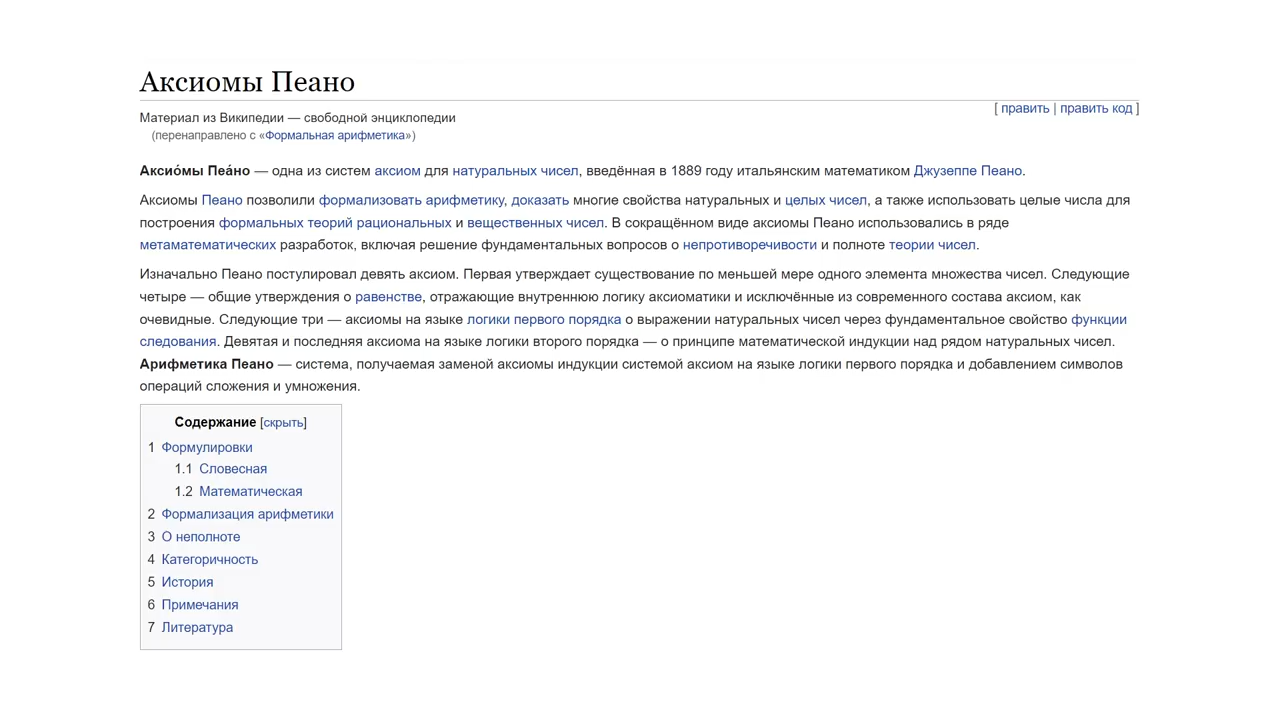 Аксиомы Пеано
[ править | править код ]
Материал из Википедии — свободной энциклопедии
(перенаправлено с «Формальная арифметика»)
Аксио́мы Пеа́но — одна из систем аксиом для натуральных чисел, введённая в 1889 году итальянским математиком Джузеппе Пеано.
Аксиомы Пеано позволили формализовать арифметику, доказать многие свойства натуральных и целых чисел, а также использовать целые числа для
построения формальных теорий рациональных и вещественных чисел. В сокращённом виде аксиомы Пеано использовались в ряде
метаматематических разработок, включая решение фундаментальных вопросов о непротиворечивости и полноте теории чисел.
Изначально Пеано постулировал девять аксиом. Первая утверждает существование по меньшей мере одного элемента множества чисел. Следующие
четыре — общие утверждения о равенстве, отражающие внутреннюю логику аксиоматики и исключённые из современного состава аксиом, как
очевидные. Следующие три — аксиомы на языке логики первого порядка о выражении натуральных чисел через фундаментальное свойство функции
следования. Девятая и последняя аксиома на языке логики второго порядка — о принципе математической индукции над рядом натуральных чисел.
Арифметика Пеано — система, получаемая заменой аксиомы индукции системой аксиом на языке логики первого порядка и добавлением символов
операций сложения и умножения.
Содержание [скрыть]
1 Формулировки
1.1 Словесная
1.2 Математическая
2 Формализация арифметики
3 О неполноте
4 Категоричность
5 История
6 Примечания
7 Литература